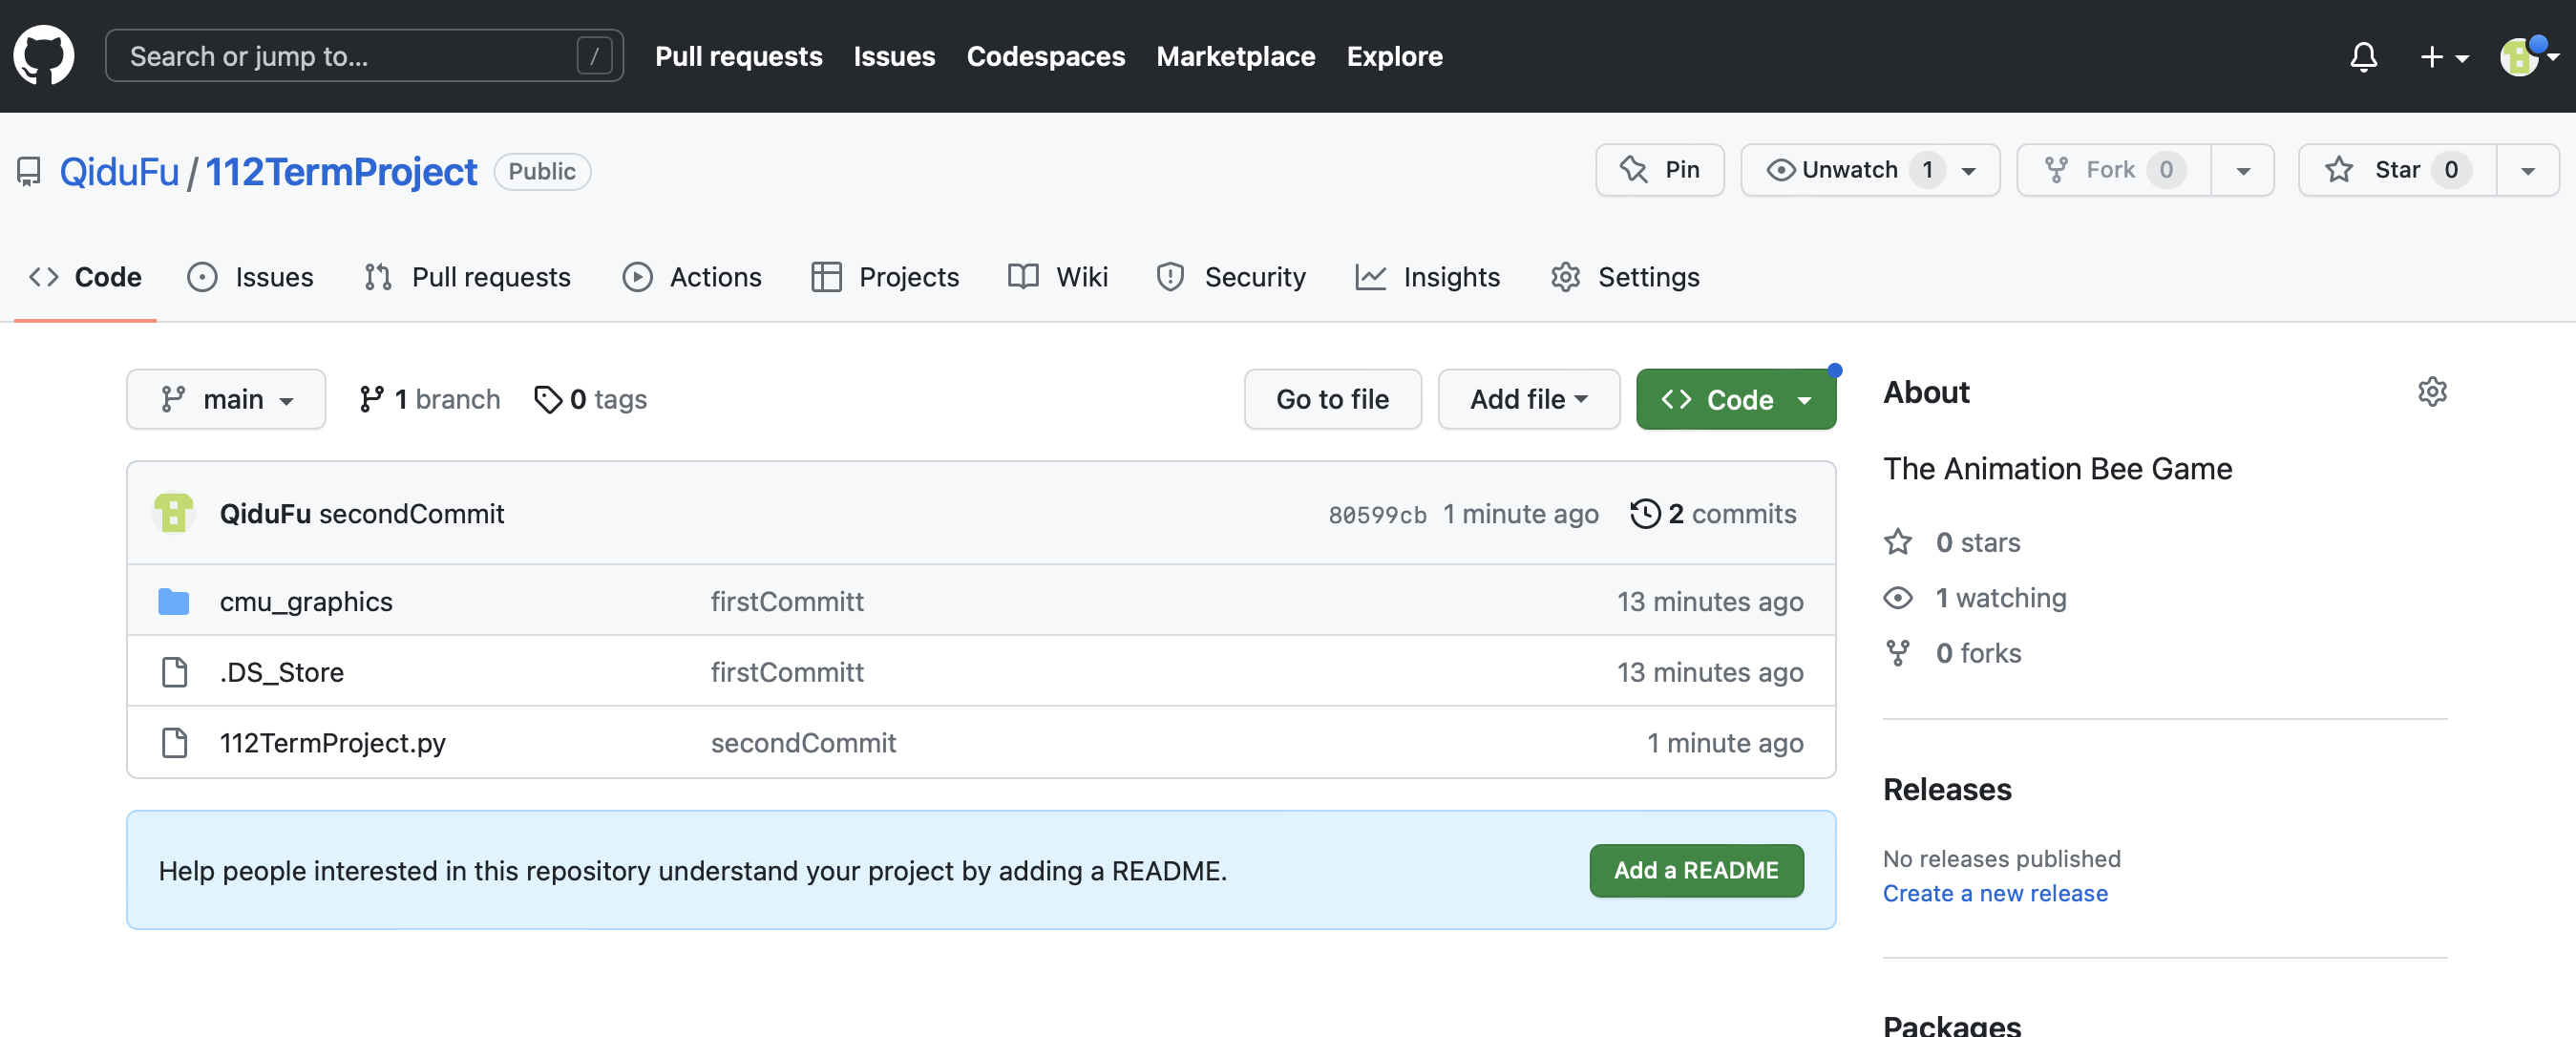 Search or jump to... / Pull requests Issues Codespaces Marketplace Explore
QiduFu / 112TermProject Public Pin Unwatch 1 Fork 0 Star 0
Code Issues Pull requests Actions Projects Wiki Security Insights Settings
main 1 branch 0 tags Go to file Add file Code
QiduFu secondCommit 80599cb 1 minute ago 2 commits
cmu_graphics firstCommitt 13 minutes ago
.DS_Store firstCommitt 13 minutes ago
112TermProject.py secondCommit 1 minute ago
Help people interested in this repository understand your project by adding a README. Add a README
About
The Animation Bee Game
0 stars
1 watching
0 forks
Releases
No releases published
Create a new release
Packages